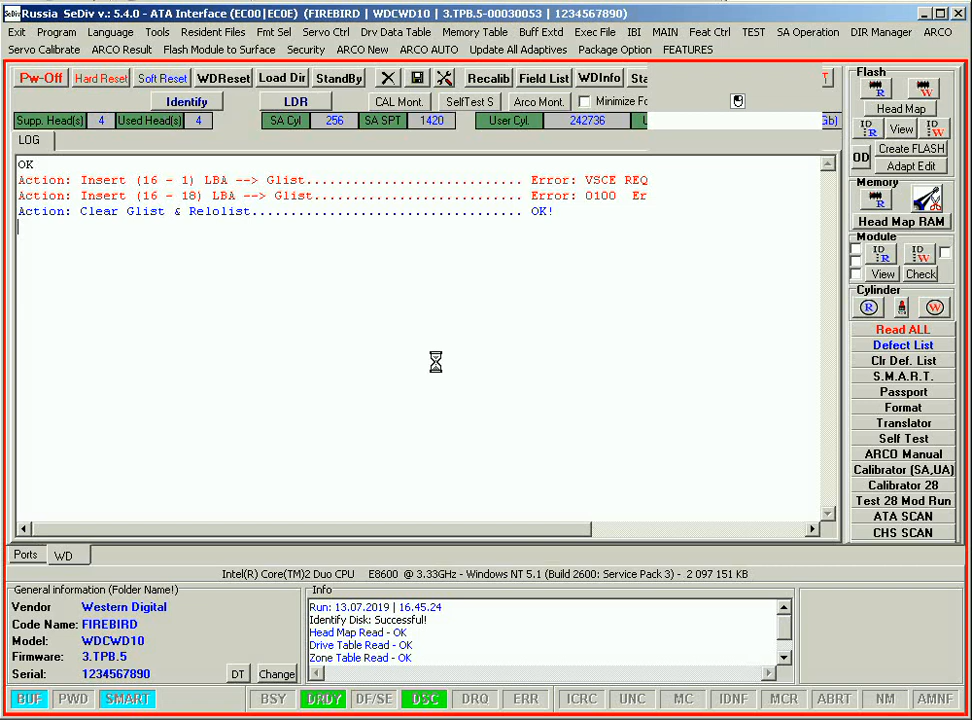 Russia SeDiv v.: 5.4.0 - ATA Interface (EC00|EC0E) (FIREBIRD | WDCWD10 | 3.TPB.5-00030053 | 1234567890)
Exit Program Language Tools Resident Files Fmt Sel Servo Ctrl Drv Data Table Memory Table Buff Extd Exec File IBI MAIN Feat Ctrl TEST SA Operation DIR Manager ARCO
Servo Calibrate ARCO Result Flash Module to Surface Security ARCO New ARCO AUTO Update All Adaptives Package Option FEATURES
Pw-Off Hard Reset Soft Reset WDReset Load Dir StandBy Recalib Field List WDInfo
Identify LDR CAL Mont. SelfTest S Arco Mont. Minimize Fo
Supp. Head(s) 4 Used Head(s) 4 SA Cyl 256 SA SPT 1420 User Cyl. 242736
LOG
OK
Action: Insert (16 - 1) LBA --> Glist........................... Error: VSCE REQ
Action: Insert (16 - 18) LBA --> Glist.......................... Error: 0100 Er
Action: Clear Glist & Relolist.................................. OK!
Flash
R W
Head Map
ID R View ID W
OD Create FLASH
Adapt Edit
Memory
R
Head Map RAM
Module
ID R ID W
View Check
Cylinder
R W
Read ALL
Defect List
Clr Def. List
S.M.A.R.T.
Passport
Format
Translator
Self Test
ARCO Manual
Calibrator (SA,UA)
Calibrator 28
Test 28 Mod Run
ATA SCAN
CHS SCAN
Ports WD
Intel(R) Core(TM)2 Duo CPU E8600 @ 3.33GHz - Windows NT 5.1 (Build 2600: Service Pack 3) - 2 097 151 KB
General information (Folder Name!)
Vendor Western Digital
Code Name: FIREBIRD
Model: WDCWD10
Firmware: 3.TPB.5
Serial: 1234567890
DT Change
Info
Run: 13.07.2019 | 16.45.24
Identify Disk: Successful!
Head Map Read - OK
Drive Table Read - OK
Zone Table Read - OK
BUF PWD SMART BSY DRDY DF/SE DSC DRQ ERR ICRC UNC MC IDNF MCR ABRT NM AMNF